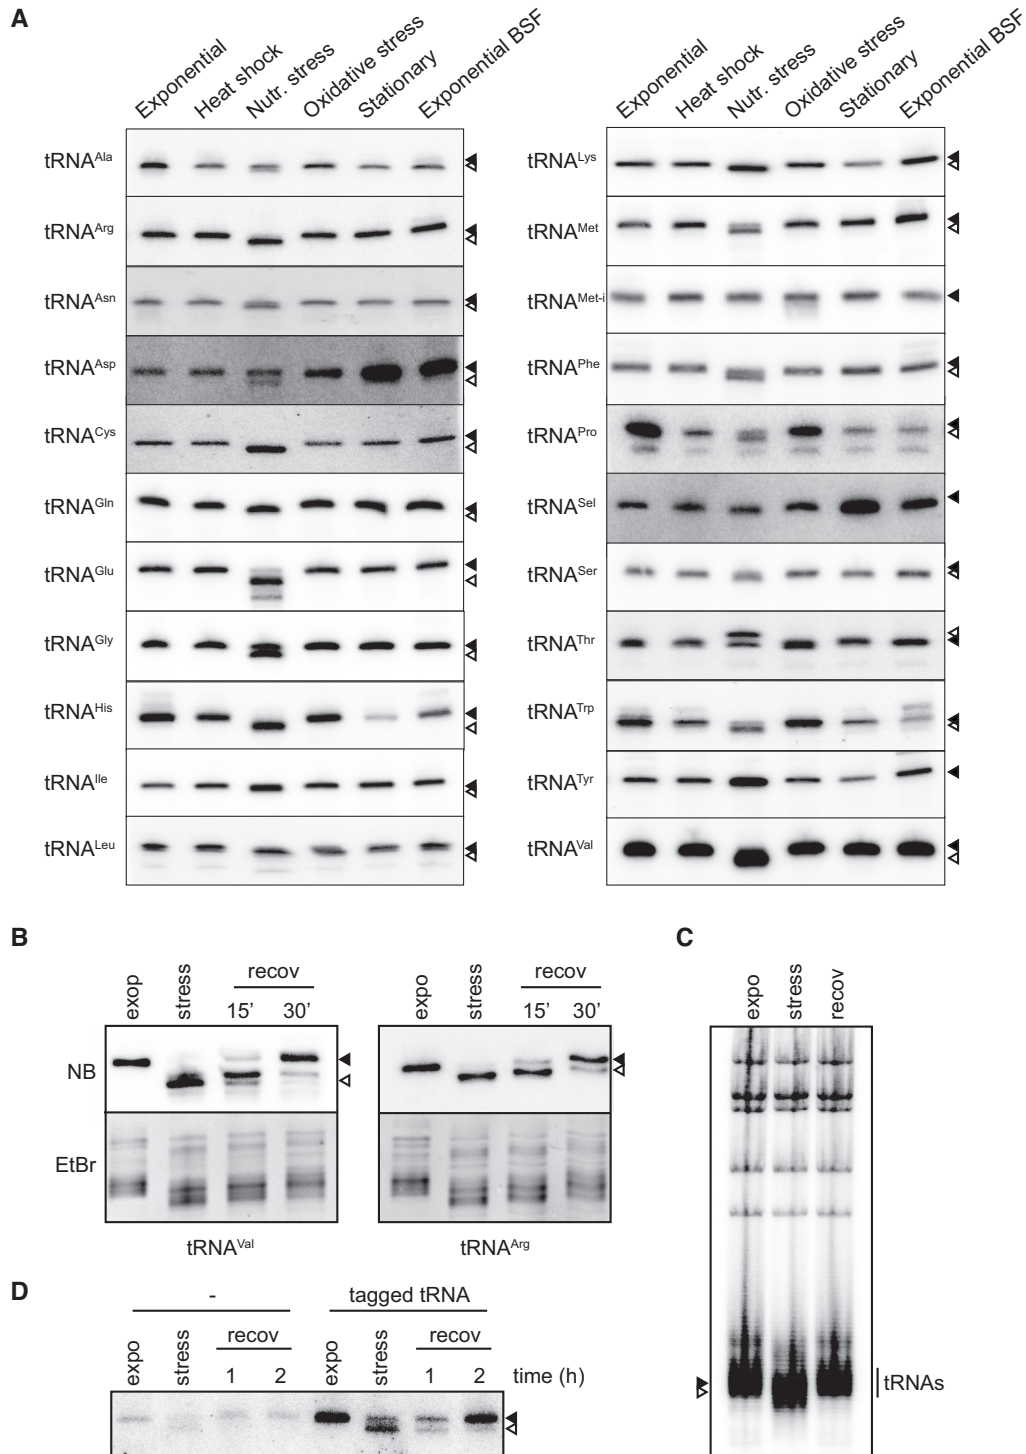 A
Exponential
Heat shock
Nutr. stress
Oxidative stress
Stationary
Exponential BSF
tRNAAla
tRNAArg
tRNAAsn
tRNAAsp
tRNACys
tRNAGln
tRNAGlu
tRNAGly
tRNAHis
tRNAIle
tRNALeu
Exponential
Heat shock
Nutr. stress
Oxidative stress
Stationary
Exponential BSF
tRNALys
tRNAMet
tRNAMet-i
tRNAPhe
tRNAPro
tRNASel
tRNASer
tRNAThr
tRNATrp
tRNATyr
tRNAVal
B
exop
stress
recov
15’ 30’
NB
EtBr
tRNAVal
expo
stress
recov
15’ 30’
tRNAArg
C
expo
stress
recov
tRNAs
D
- tagged tRNA
expo
stress
recov
1 2
expo
stress
recov
1 2
time (h)